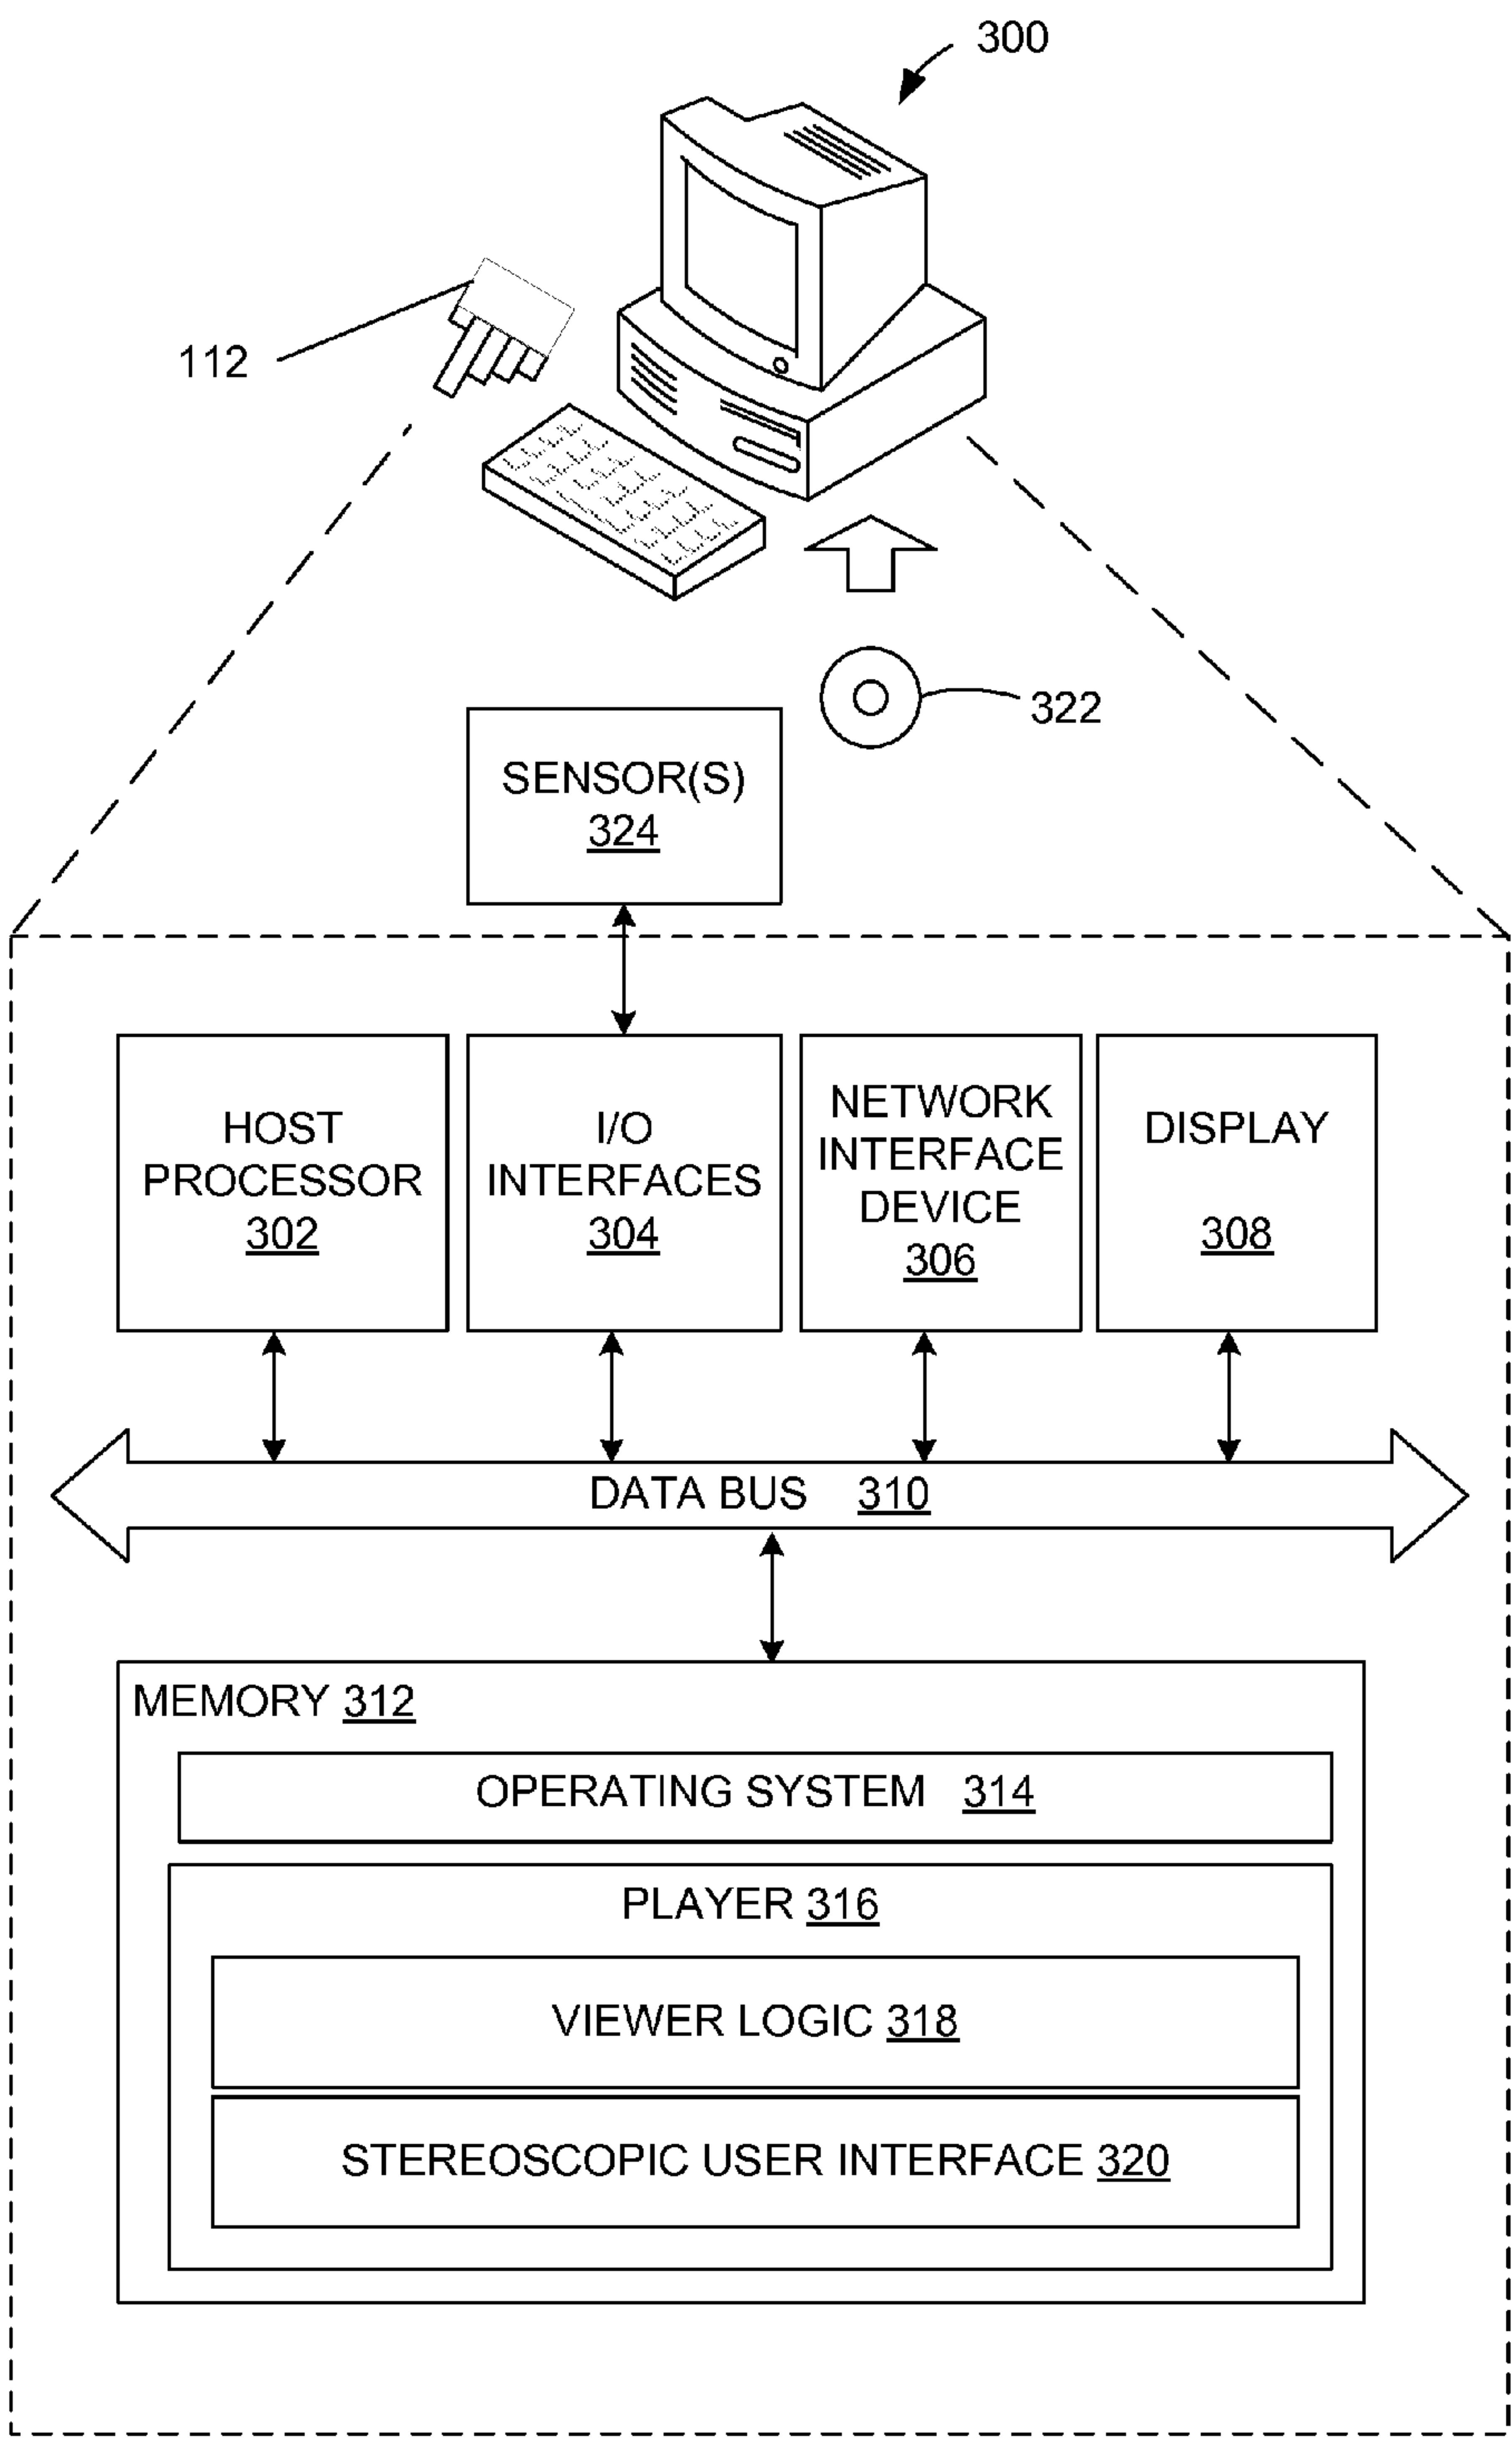 300
112
322
SENSOR(S)
324
HOST
PROCESSOR
302
I/O
INTERFACES
304
NETWORK
INTERFACE
DEVICE
306
DISPLAY
308
DATA BUS 310
MEMORY 312
OPERATING SYSTEM 314
PLAYER 316
VIEWER LOGIC 318
STEREOSCOPIC USER INTERFACE 320